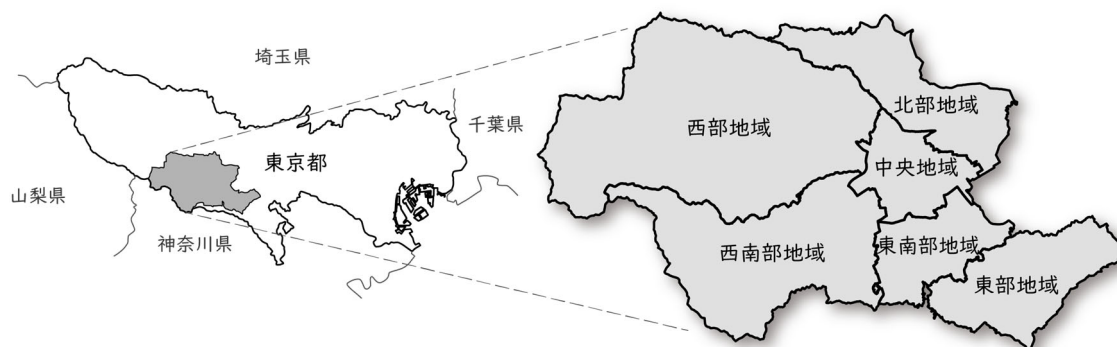 埼玉県
千葉県
東京都
山梨県
神奈川県
北部地域
西部地域
中央地域
西南部地域
東南部地域
東部地域